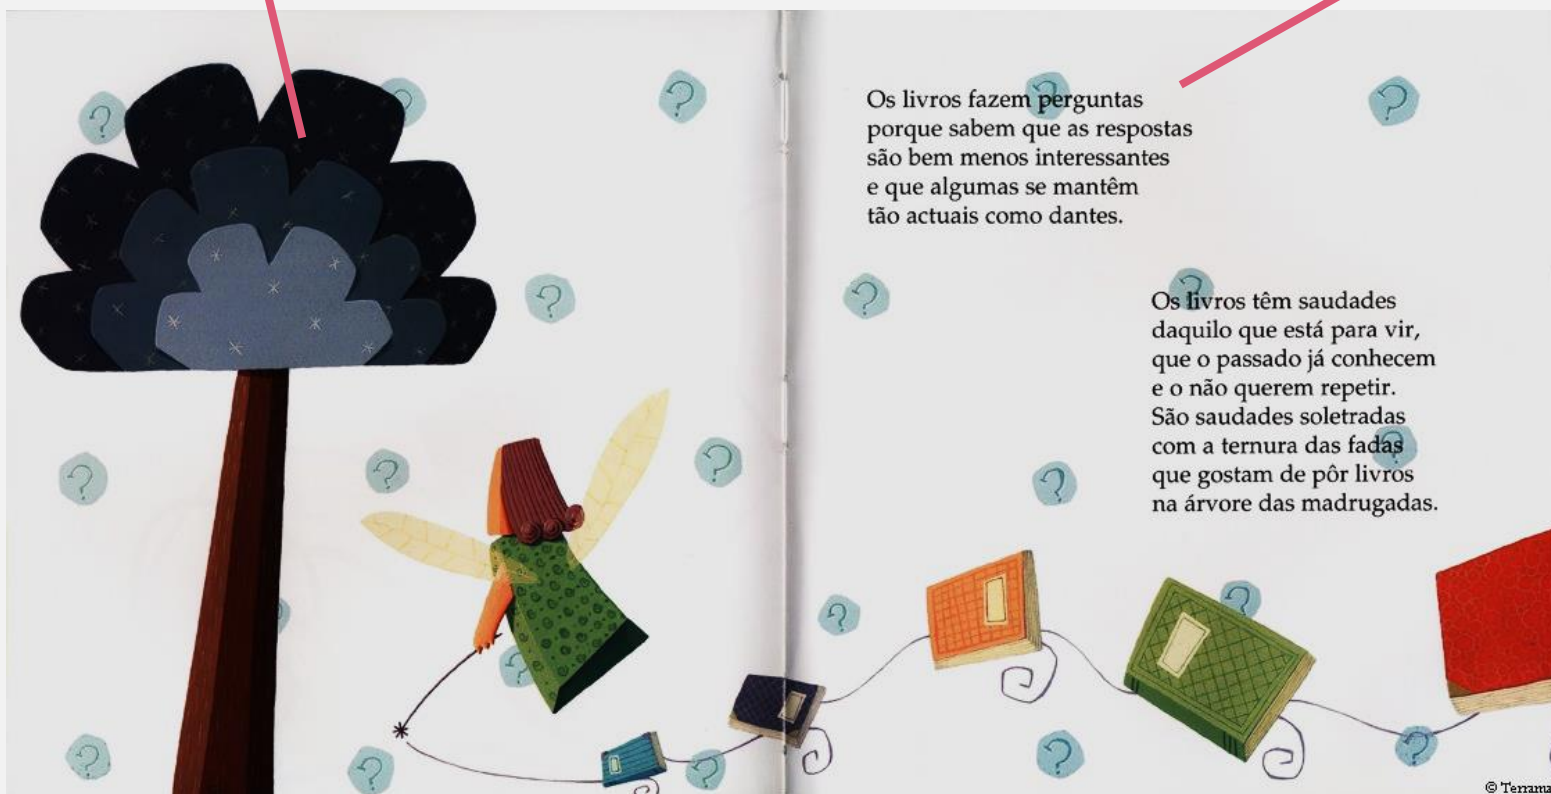 Os livros fazem perguntas
porque sabem que as respostas
são bem menos interessantes
e que algumas se mantêm
tão actuais como dantes.
Os livros têm saudades
daquilo que está para vir,
que o passado já conhecem
e o não querem repetir.
São saudades soletradas
com a ternura das fadas
que gostam de pôr livros
na árvore das madrugadas.